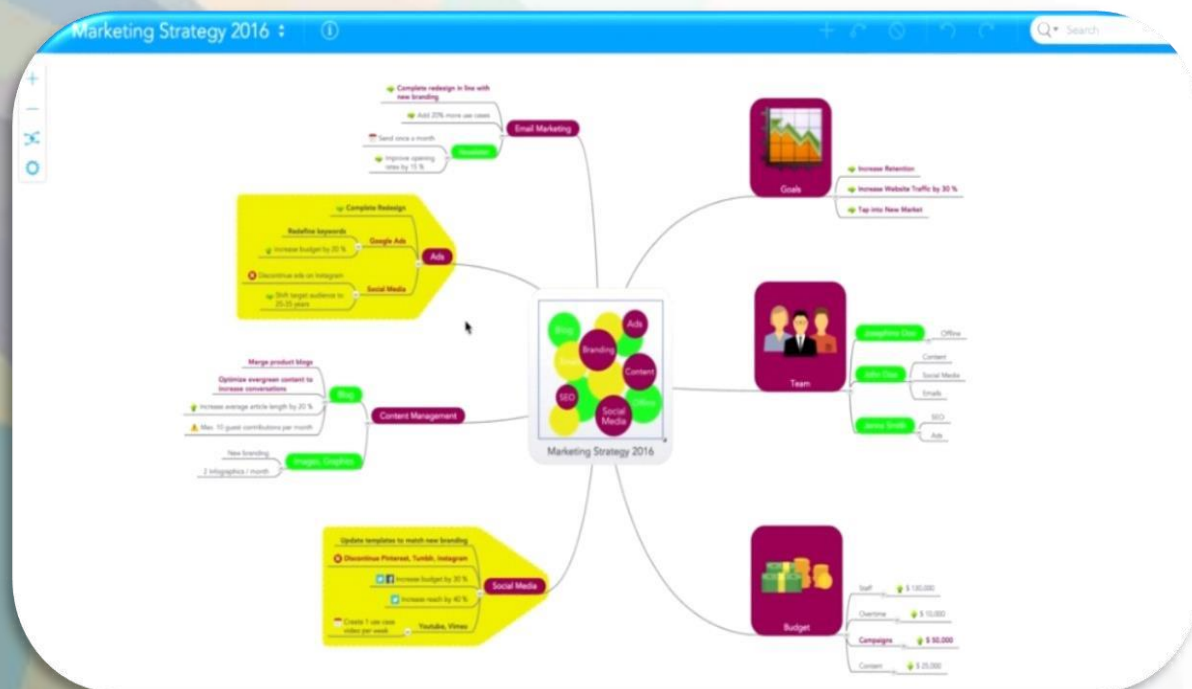 Marketing Strategy 2016
Search
Complete redesign in line with
new branding
Add 20% more use cases
Email Marketing
Send once a month
Newsletter
Improve opening
rates by 15 %
Goals
Increase Retention
Increase Website Traffic by 30 %
Tap into New Market
Complete Redesign
Redefine keywords
Google Ads
Increase budget by 20 %
Ads
Discontinue ads on Instagram
Social Media
Shift target audience to
25-35 years
Blog
Ads
Branding
Content
SEO
Offline
Social
Media
Marketing Strategy 2016
Team
Josephine Doe
Offline
John Doe
Content
Social Media
Emails
Jenny Smith
SEO
Ads
Merge product blogs
Optimize evergreen content to
increase conversations
Blog
Increase average article length by 20 %
Max. 10 guest contributions per month
Content Management
New branding
Images, Graphics
2 Infographics / month
Update templates to match new branding
Discontinue Pinterest, Tumblr, Instagram
Increase budget by 30 %
Social Media
Increase reach by 40 %
Create 1 use case
video per week
Youtube, Vimeo
Budget
Staff
Overtime
$ 10,000
Campaigns
$ 50,000
Content
$ 25,000